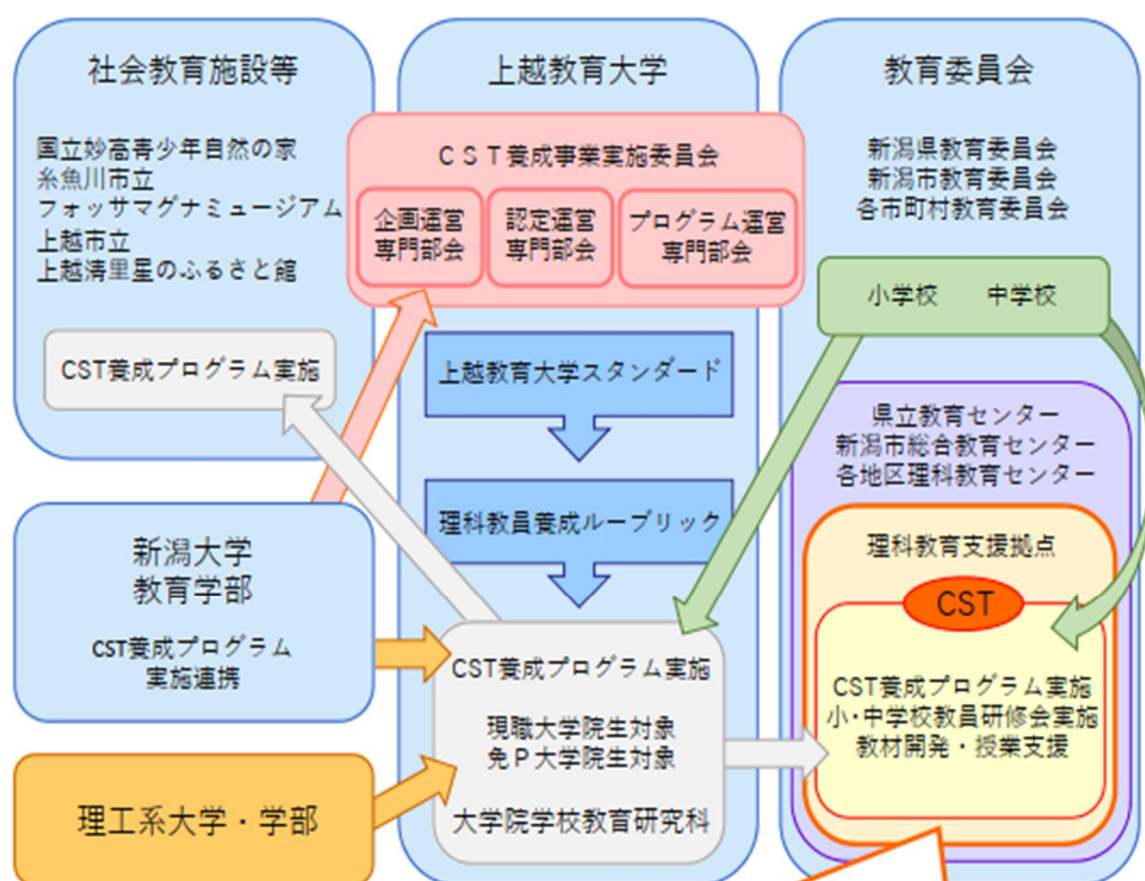 社会教育施設等
国立妙高青少年自然の家
糸魚川市立
フォッサマグナミュージアム
上越市立
上越清里星のふるさと館
CST養成プログラム実施
新潟大学
教育学部
CST養成プログラム
実施連携
理工系大学・学部
上越教育大学
ＣＳＴ養成事業実施委員会
企画運営
専門部会
認定運営
専門部会
プログラム運営
専門部会
上越教育大学スタンダード
理科教員養成ルーブリック
CST養成プログラム実施
現職大学院生対象
免Ｐ大学院生対象
大学院学校教育研究科
教育委員会
新潟県教育委員会
新潟市教育委員会
各市町村教育委員会
小学校　中学校
県立教育センター
新潟市総合教育センター
各地区理科教育センター
理科教育支援拠点
CST
CST養成プログラム実施
小・中学校教員研修会実施
教材開発・授業支援